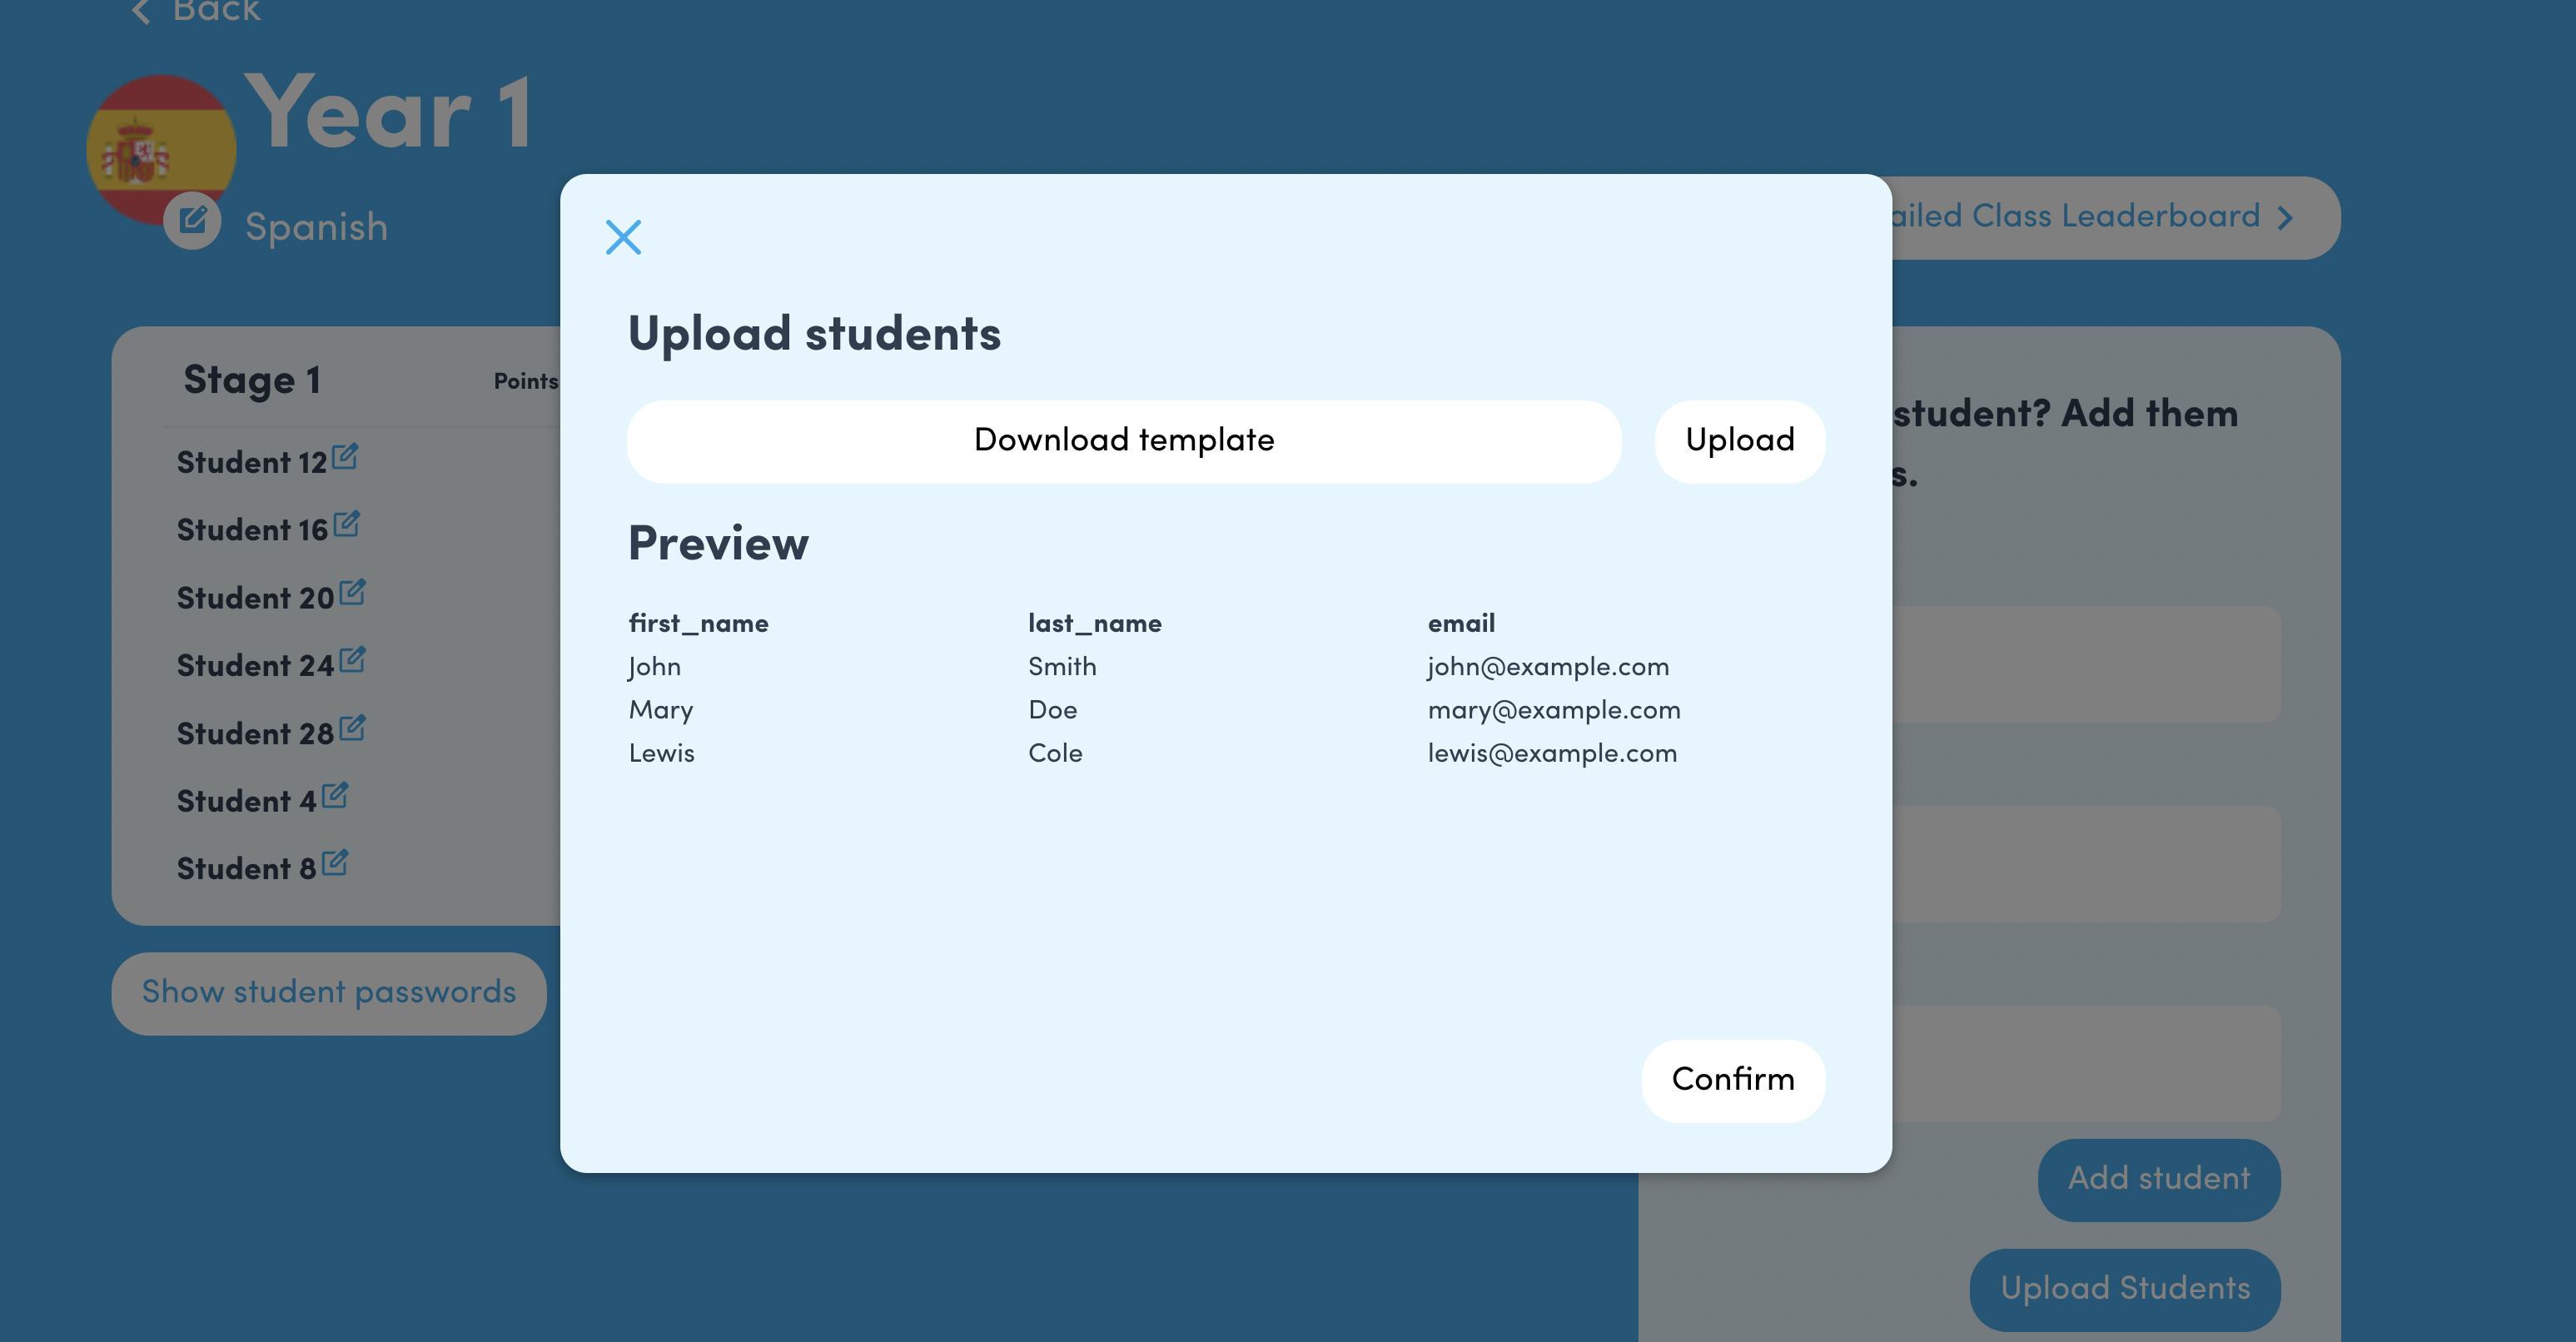 Back
Year 1
Spanish
ailed Class Leaderboard
Stage 1
Points
Student 12
Student 16
Student 20
Student 24
Student 28
Student 4
Student 8
Show student passwords
Upload students
Download template
Upload
Preview
first_name last_name email
John Smith john@example.com
Mary Doe mary@example.com
Lewis Cole lewis@example.com
Confirm
student? Add them
s.
Add student
Upload Students